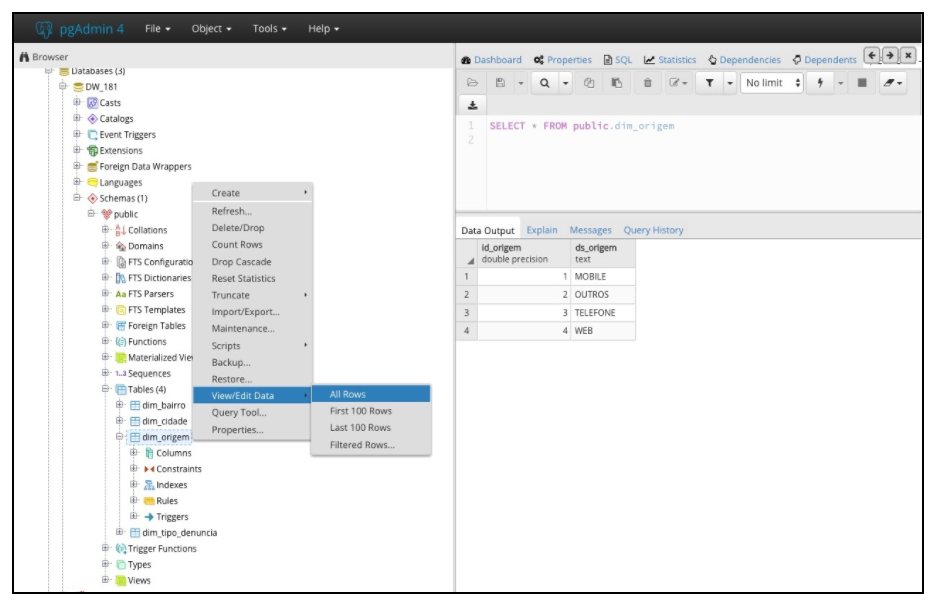 pgAdmin 4 File Object Tools Help
Browser
Databases (3)
DW_181
Casts
Catalogs
Event Triggers
Extensions
Foreign Data Wrappers
Languages
Schemas (1)
public
Collations
Domains
FTS Configuratio
FTS Dictionaries
FTS Parsers
FTS Templates
Foreign Tables
Functions
Materialized Vie
1..3 Sequences
Tables (4)
dim_bairro
dim_cidade
dim_origem
Columns
Constraints
Indexes
Rules
Triggers
dim_tipo_denuncia
Trigger Functions
Types
Views
Create
Refresh...
Delete/Drop
Count Rows
Drop Cascade
Reset Statistics
Truncate
Import/Export...
Maintenance...
Scripts
Backup...
Restore...
View/Edit Data
Query Tool...
Properties...
All Rows
First 100 Rows
Last 100 Rows
Filtered Rows...
Dashboard Properties SQL Statistics Dependencies Dependents
No limit
1 SELECT * FROM public.dim_origem
2
Data Output Explain Messages Query History
id_origem ds_origem
double precision text
1 1 MOBILE
2 2 OUTROS
3 3 TELEFONE
4 4 WEB